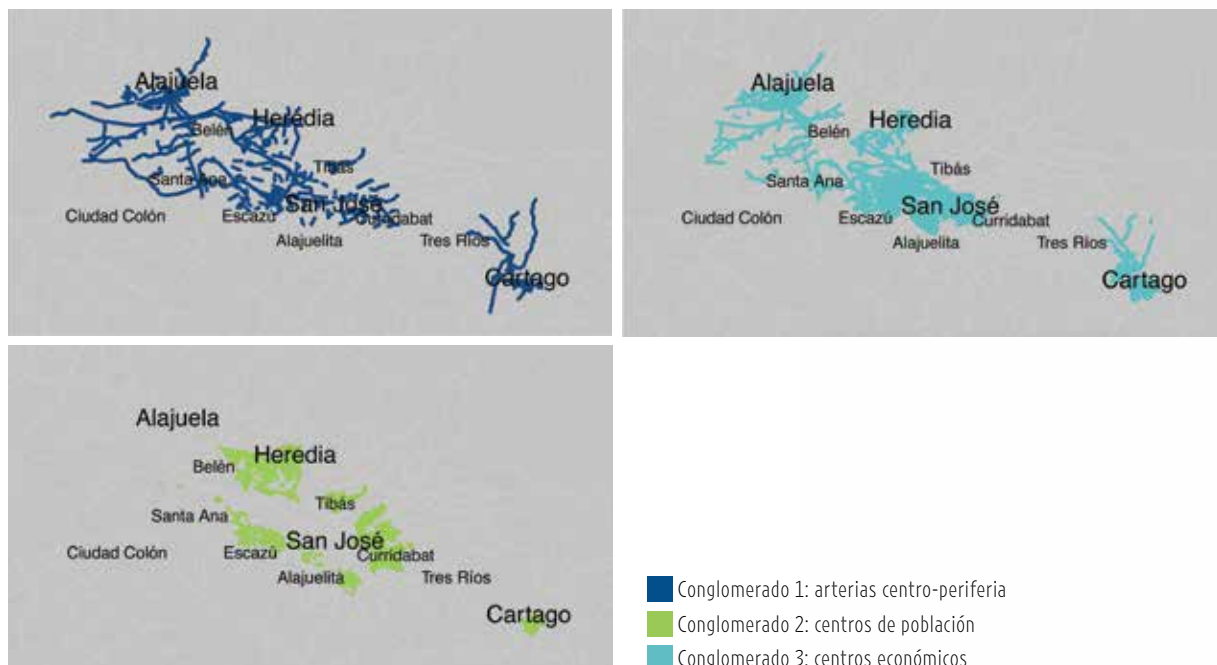 Alajuela
Heredia
Belén
Tibás
Santa Ana
San José
Ciudad Colón
Escazú
Curridabat
Alajuelita
Tres Ríos
Cartago
Alajuela
Heredia
Belén
Tibás
Santa Ana
San José
Ciudad Colón
Escazú
Curridabat
Alajuelita
Tres Ríos
Cartago
Alajuela
Heredia
Belén
Tibás
Santa Ana
San José
Ciudad Colón
Escazú
Curridabat
Alajuelita
Tres Ríos
Cartago
Conglomerado 1: arterias centro-periferia
Conglomerado 2: centros de población
Conglomerado 3: centros económicos